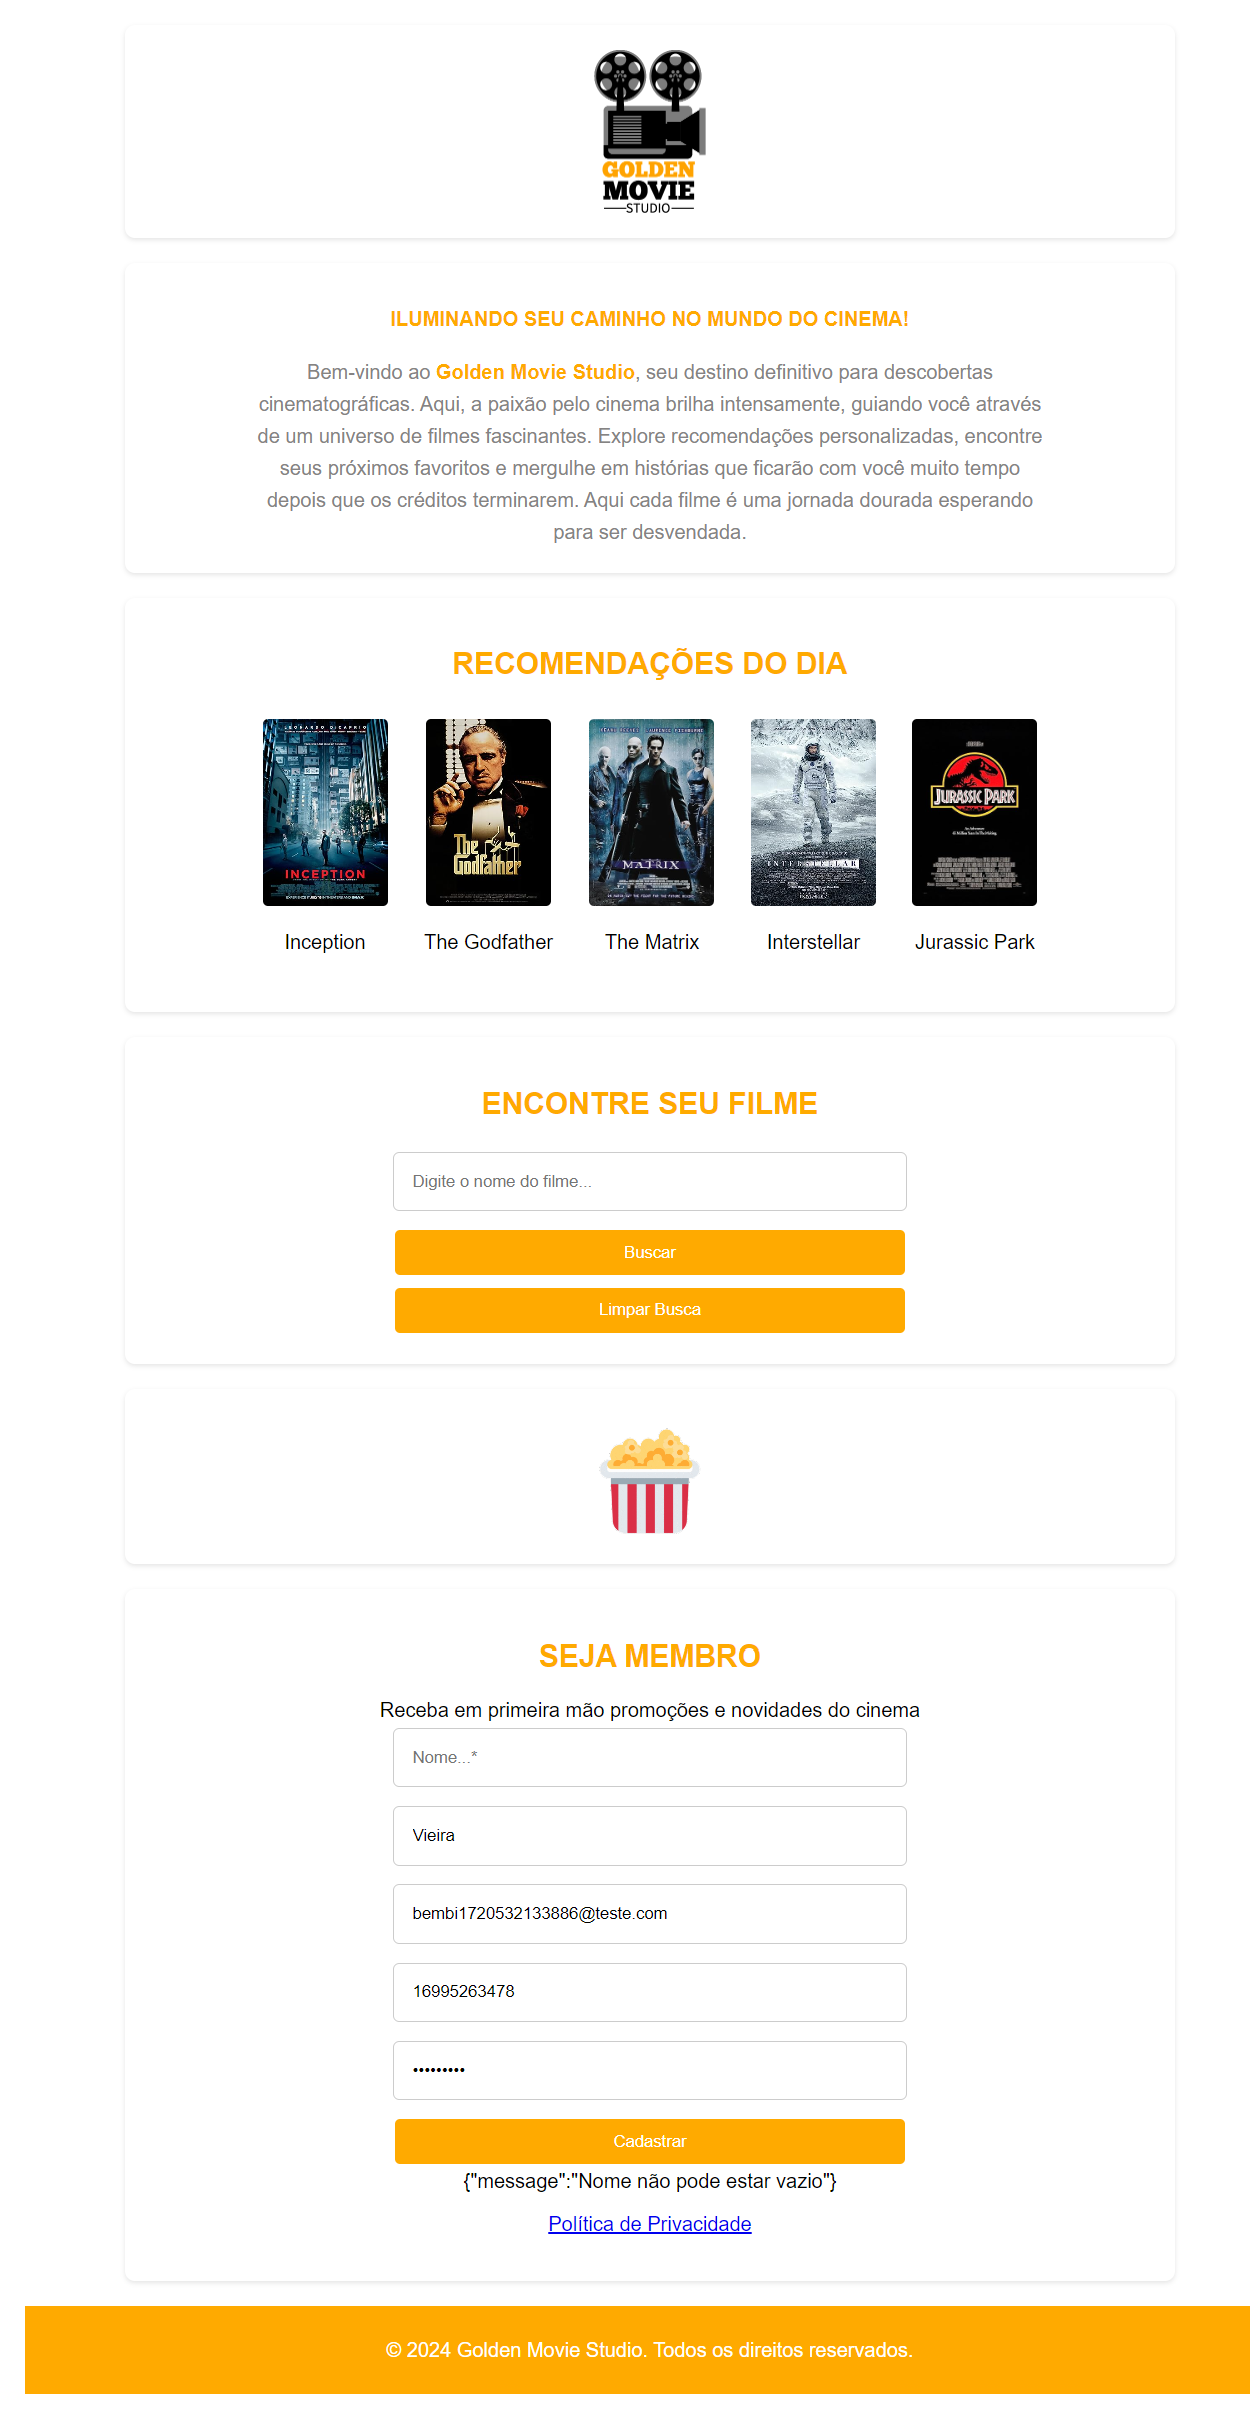 GOLDEN
MOVIE
STUDIO
ILUMINANDO SEU CAMINHO NO MUNDO DO CINEMA!
Bem-vindo ao Golden Movie Studio, seu destino definitivo para descobertas
cinematográficas. Aqui, a paixão pelo cinema brilha intensamente, guiando você através
de um universo de filmes fascinantes. Explore recomendações personalizadas, encontre
seus próximos favoritos e mergulhe em histórias que ficarão com você muito tempo
depois que os créditos terminarem. Aqui cada filme é uma jornada dourada esperando
para ser desvendada.
RECOMENDAÇÕES DO DIA
LEONARDO DICAPRIO
INCEPTION
The
Godfather
KEANU REEVES LAURENCE FISHBURNE
MATRIX
INTERSTELLAR
JURASSIC PARK
Inception
The Godfather
The Matrix
Interstellar
Jurassic Park
ENCONTRE SEU FILME
Digite o nome do filme...
Buscar
Limpar Busca
SEJA MEMBRO
Receba em primeira mão promoções e novidades do cinema
Nome...*
Vieira
bembi1720532133886@teste.com
16995263478
•••••••••
Cadastrar
{"message":"Nome não pode estar vazio"}
Política de Privacidade
© 2024 Golden Movie Studio. Todos os direitos reservados.